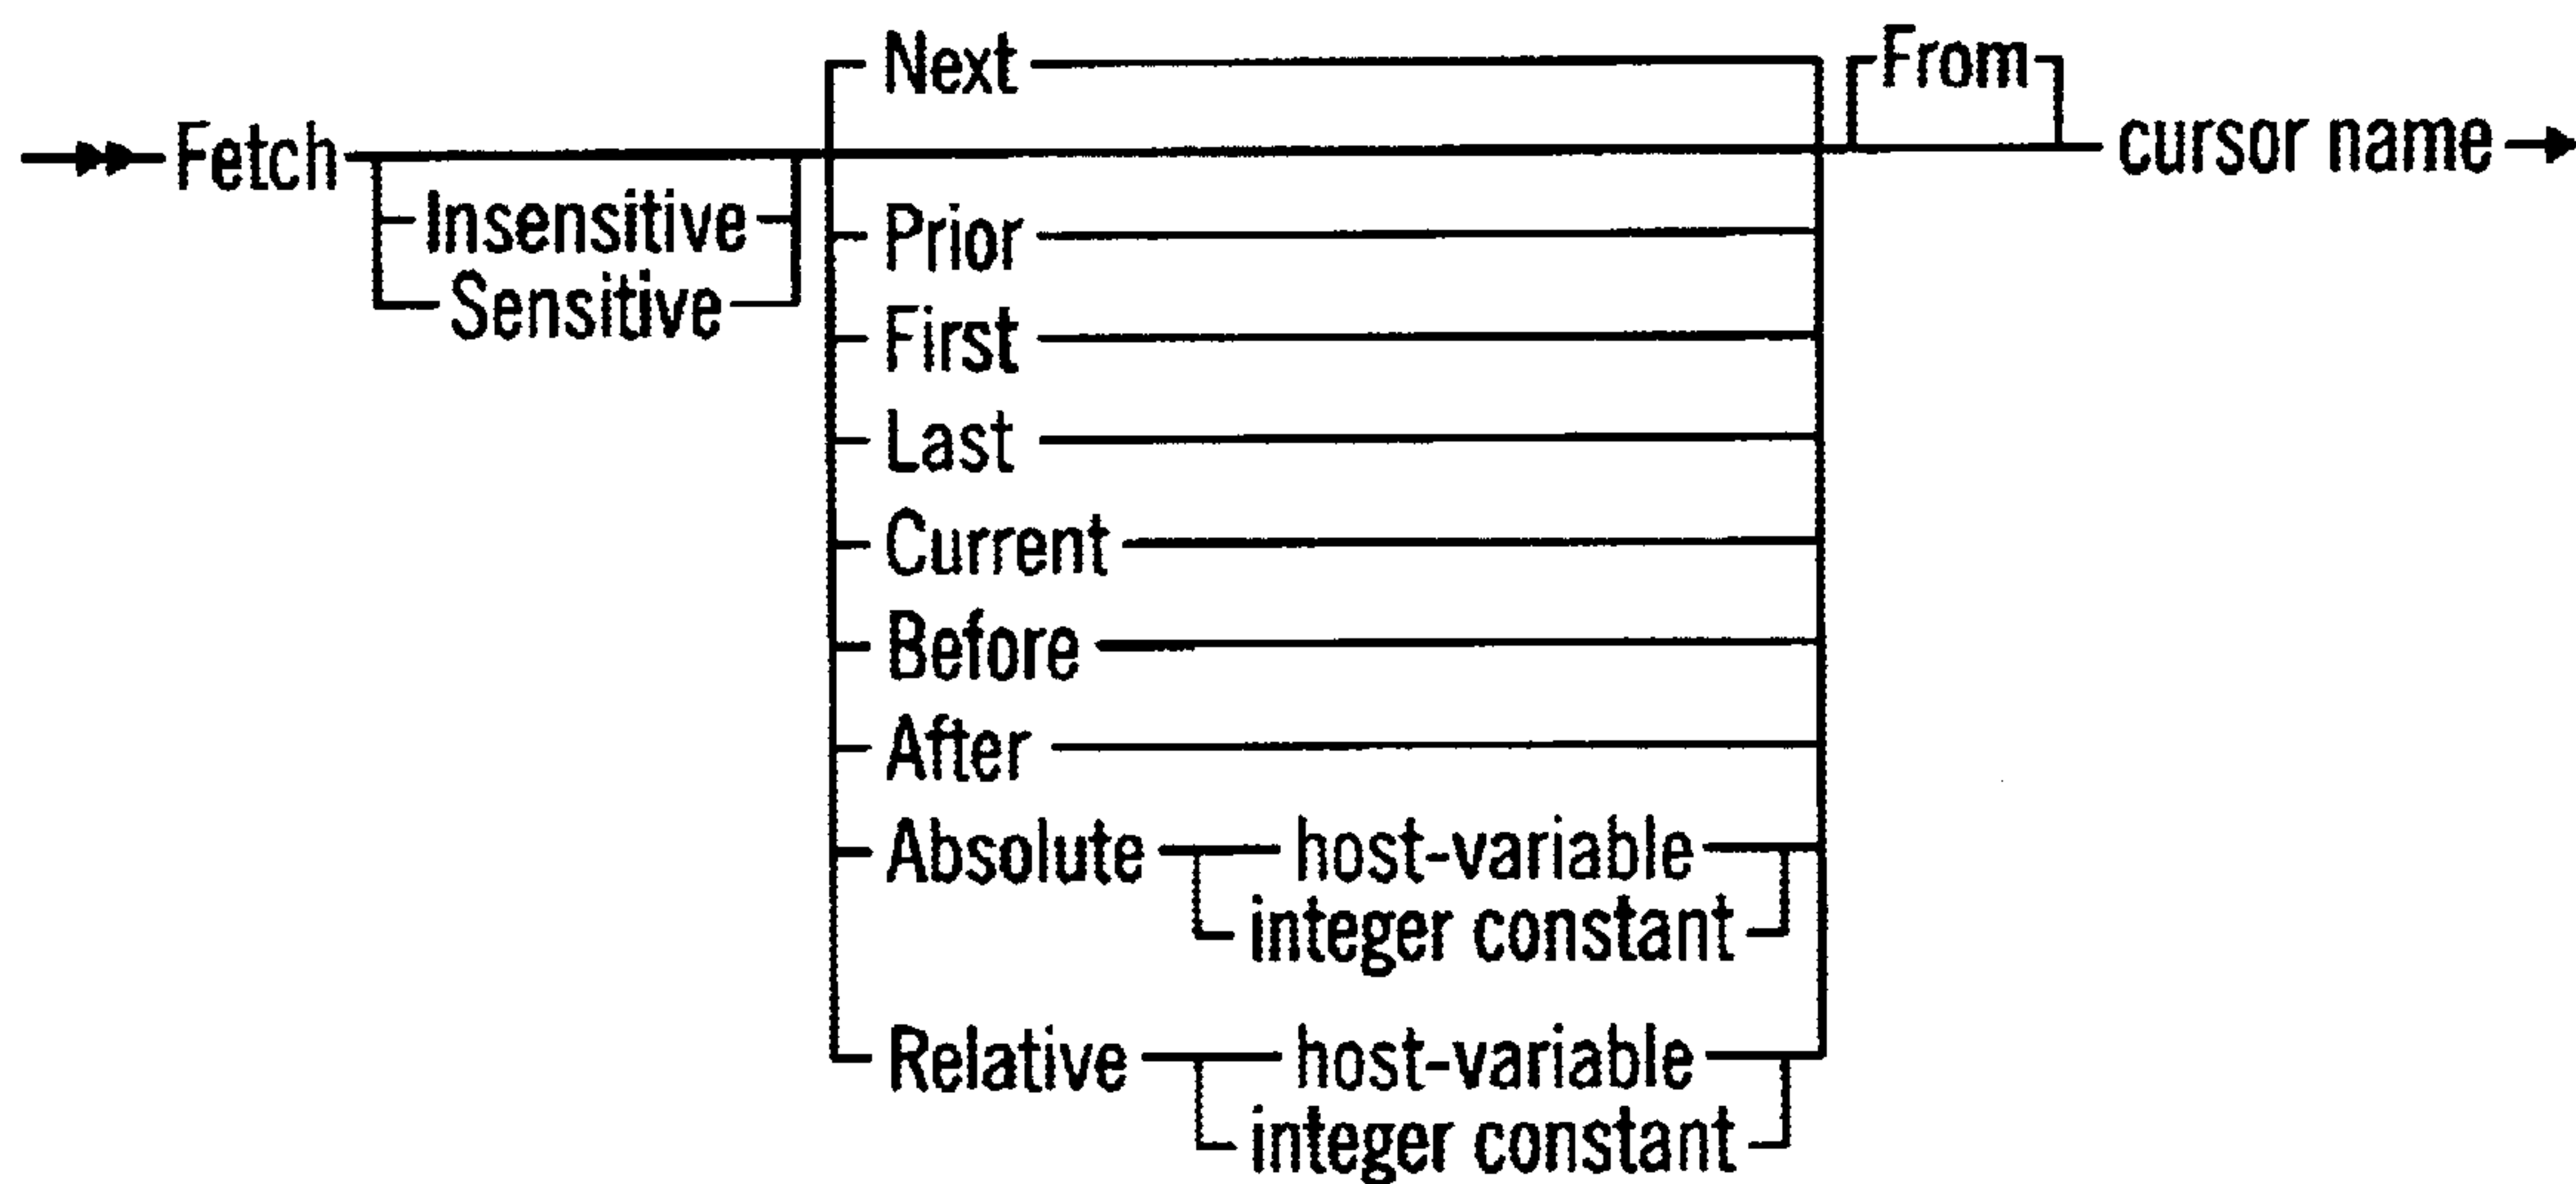 Next From
Fetch cursor name
Insensitive
Sensitive
Prior
First
Last
Current
Before
After
Absolute host-variable
integer constant
Relative host-variable
integer constant